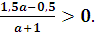 (1,5a−0,5)/(a+1) > 0.